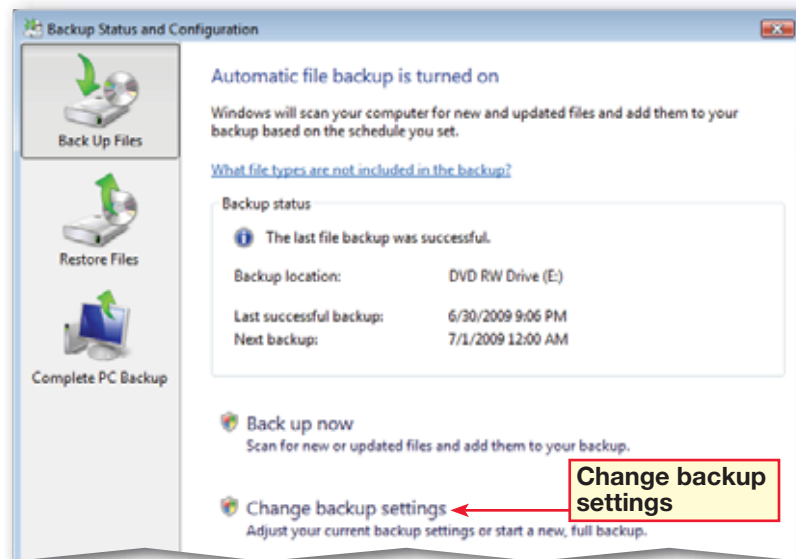 Backup Status and Configuration
Back Up Files
Restore Files
Complete PC Backup
Automatic file backup is turned on
Windows will scan your computer for new and updated files and add them to your
backup based on the schedule you set.
What file types are not included in the backup?
Backup status
The last file backup was successful.
Backup location: DVD RW Drive (E:)
Last successful backup: 6/30/2009 9:06 PM
Next backup: 7/1/2009 12:00 AM
Back up now
Scan for new or updated files and add them to your backup.
Change backup settings
Adjust your current backup settings or start a new, full backup.
Change backup
settings